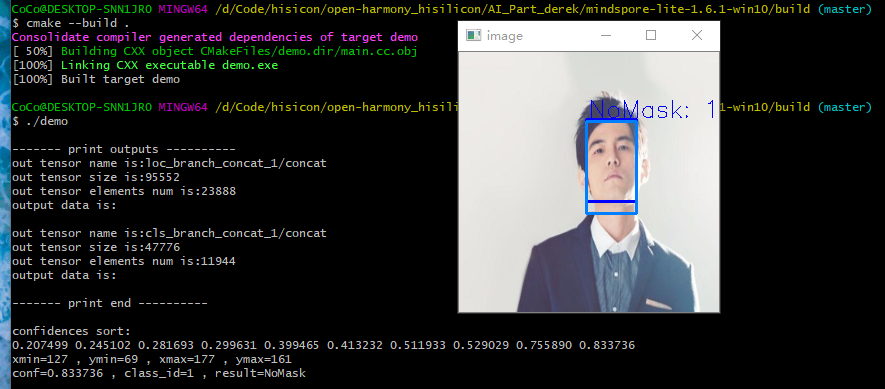 CoCo@DESKTOP-SNN1JRO MINGW64 /d/Code/hisicon/open-harmony_hisilicon/AI_Part_derek/mindspore-lite-1.6.1-win10/build (master)
$ cmake --build .
Consolidate compiler generated dependencies of target demo
[ 50%] Building CXX object CMakeFiles/demo.dir/main.cc.obj
[100%] Linking CXX executable demo.exe
[100%] Built target demo
CoCo@DESKTOP-SNN1JRO MINGW64 /d/Code/hisicon/open-harmony_hisil
1-win10/build (master)
$ ./demo
------- print outputs ----------
out tensor name is:loc_branch_concat_1/concat
out tensor size is:95552
out tensor elements num is:23888
output data is:
out tensor name is:cls_branch_concat_1/concat
out tensor size is:47776
out tensor elements num is:11944
output data is:
------- print end ----------
confidences sort:
0.207499 0.245102 0.281693 0.299631 0.399465 0.413232 0.511933 0.529029 0.755890 0.833736
xmin=127 , ymin=69 , xmax=177 , ymax=161
conf=0.833736 , class_id=1 , result=NoMask
image
NoMask: 1